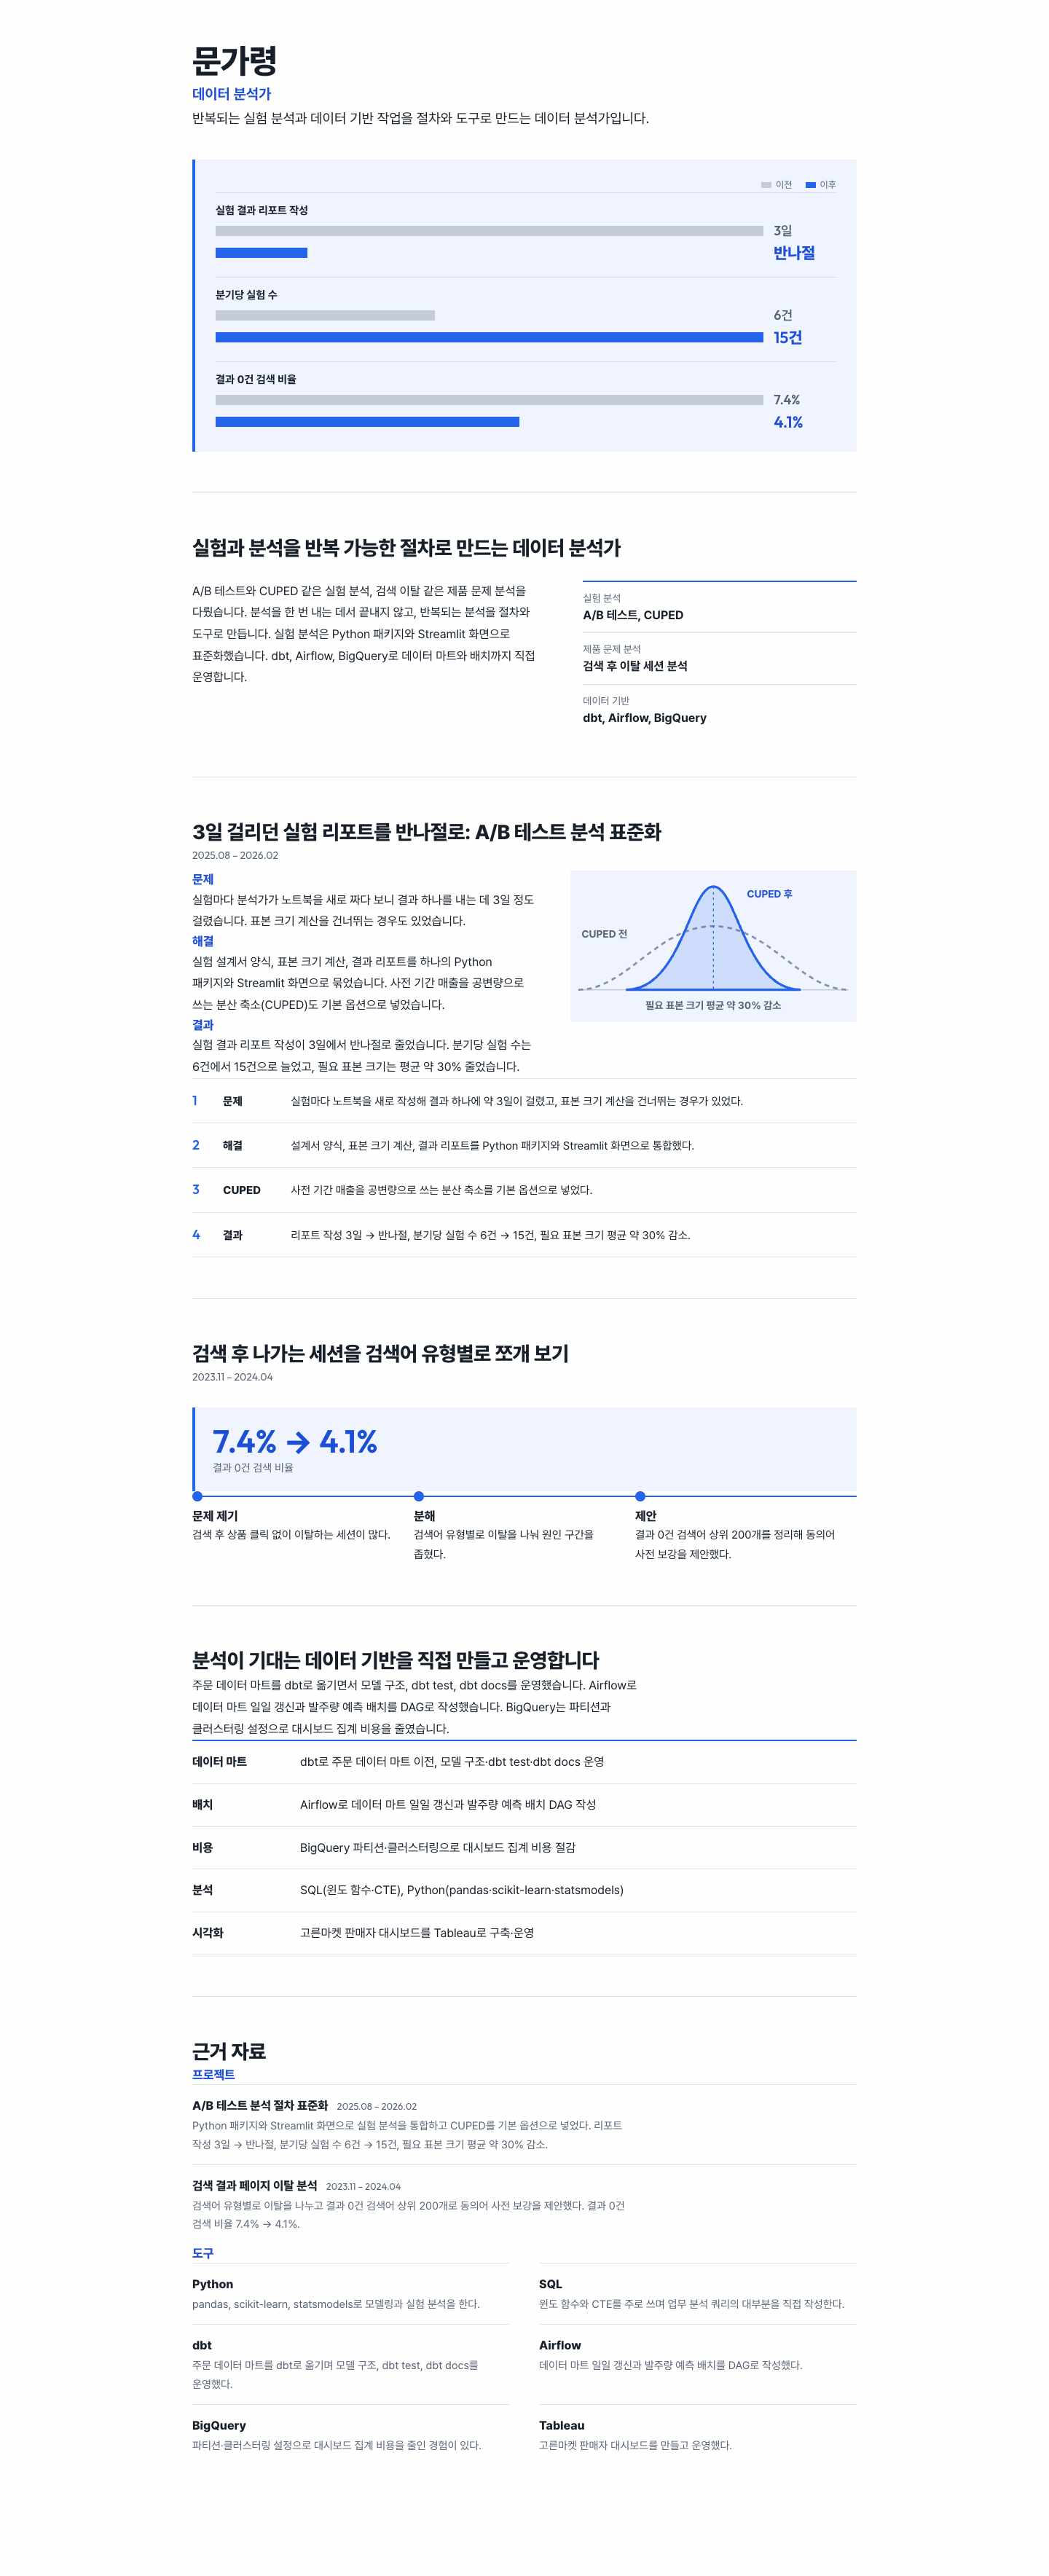 문가령
데이터 분석가
반복되는 실험 분석과 데이터 기반 작업을 절차와 도구로 만드는 데이터 분석가입니다.
이전 이후
실험 결과 리포트 작성
3일
반나절
분기당 실험 수
6건
15건
결과 0건 검색 비율
7.4%
4.1%
실험과 분석을 반복 가능한 절차로 만드는 데이터 분석가
A/B 테스트와 CUPED 같은 실험 분석, 검색 이탈 같은 제품 문제 분석을
다뤘습니다. 분석을 한 번 내는 데서 끝내지 않고, 반복되는 분석을 절차와
도구로 만듭니다. 실험 분석은 Python 패키지와 Streamlit 화면으로
표준화했습니다. dbt, Airflow, BigQuery로 데이터 마트와 배치까지 직접
운영합니다.
실험 분석
A/B 테스트, CUPED
제품 문제 분석
검색 후 이탈 세션 분석
데이터 기반
dbt, Airflow, BigQuery
3일 걸리던 실험 리포트를 반나절로: A/B 테스트 분석 표준화
2025.08 – 2026.02
문제
실험마다 분석가가 노트북을 새로 짜다 보니 결과 하나를 내는 데 3일 정도
걸렸습니다. 표본 크기 계산을 건너뛰는 경우도 있었습니다.
해결
실험 설계서 양식, 표본 크기 계산, 결과 리포트를 하나의 Python
패키지와 Streamlit 화면으로 묶었습니다. 사전 기간 매출을 공변량으로
쓰는 분산 축소(CUPED)도 기본 옵션으로 넣었습니다.
결과
실험 결과 리포트 작성이 3일에서 반나절로 줄었습니다. 분기당 실험 수는
6건에서 15건으로 늘었고, 필요 표본 크기는 평균 약 30% 줄었습니다.
CUPED 후
CUPED 전
필요 표본 크기 평균 약 30% 감소
1 문제 실험마다 노트북을 새로 작성해 결과 하나에 약 3일이 걸렸고, 표본 크기 계산을 건너뛰는 경우가 있었다.
2 해결 설계서 양식, 표본 크기 계산, 결과 리포트를 Python 패키지와 Streamlit 화면으로 통합했다.
3 CUPED 사전 기간 매출을 공변량으로 쓰는 분산 축소를 기본 옵션으로 넣었다.
4 결과 리포트 작성 3일 → 반나절, 분기당 실험 수 6건 → 15건, 필요 표본 크기 평균 약 30% 감소.
검색 후 나가는 세션을 검색어 유형별로 쪼개 보기
2023.11 – 2024.04
7.4% → 4.1%
결과 0건 검색 비율
문제 제기
검색 후 상품 클릭 없이 이탈하는 세션이 많다.
분해
검색어 유형별로 이탈을 나눠 원인 구간을
좁혔다.
제안
결과 0건 검색어 상위 200개를 정리해 동의어
사전 보강을 제안했다.
분석이 기대는 데이터 기반을 직접 만들고 운영합니다
주문 데이터 마트를 dbt로 옮기면서 모델 구조, dbt test, dbt docs를 운영했습니다. Airflow로
데이터 마트 일일 갱신과 발주량 예측 배치를 DAG로 작성했습니다. BigQuery는 파티션과
클러스터링 설정으로 대시보드 집계 비용을 줄였습니다.
데이터 마트 dbt로 주문 데이터 마트 이전, 모델 구조·dbt test·dbt docs 운영
배치 Airflow로 데이터 마트 일일 갱신과 발주량 예측 배치 DAG 작성
비용 BigQuery 파티션·클러스터링으로 대시보드 집계 비용 절감
분석 SQL(윈도 함수·CTE), Python(pandas·scikit-learn·statsmodels)
시각화 고른마켓 판매자 대시보드를 Tableau로 구축·운영
근거 자료
프로젝트
A/B 테스트 분석 절차 표준화 2025.08 – 2026.02
Python 패키지와 Streamlit 화면으로 실험 분석을 통합하고 CUPED를 기본 옵션으로 넣었다. 리포트
작성 3일 → 반나절, 분기당 실험 수 6건 → 15건, 필요 표본 크기 평균 약 30% 감소.
검색 결과 페이지 이탈 분석 2023.11 – 2024.04
검색어 유형별로 이탈을 나누고 결과 0건 검색어 상위 200개로 동의어 사전 보강을 제안했다. 결과 0건
검색 비율 7.4% → 4.1%.
도구
Python
pandas, scikit-learn, statsmodels로 모델링과 실험 분석을 한다.
SQL
윈도 함수와 CTE를 주로 쓰며 업무 분석 쿼리의 대부분을 직접 작성한다.
dbt
주문 데이터 마트를 dbt로 옮기며 모델 구조, dbt test, dbt docs를
운영했다.
Airflow
데이터 마트 일일 갱신과 발주량 예측 배치를 DAG로 작성했다.
BigQuery
파티션·클러스터링 설정으로 대시보드 집계 비용을 줄인 경험이 있다.
Tableau
고른마켓 판매자 대시보드를 만들고 운영했다.